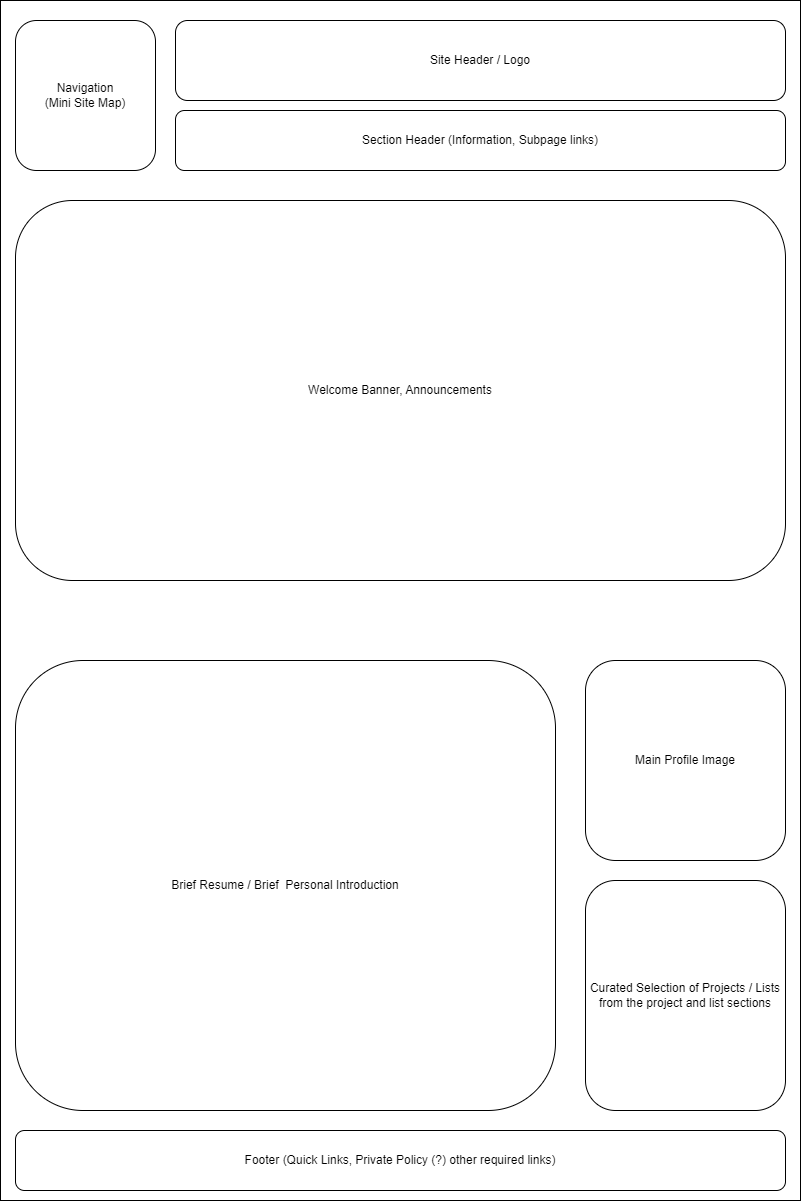 Navigation
(Mini Site Map)
Site Header / Logo
Section Header (Information, Subpage links)
Welcome Banner, Announcements
Brief Resume / Brief  Personal Introduction
Main Profile Image
Curated Selection of Projects / Lists
from the project and list sections
Footer (Quick Links, Private Policy (?) other required links)